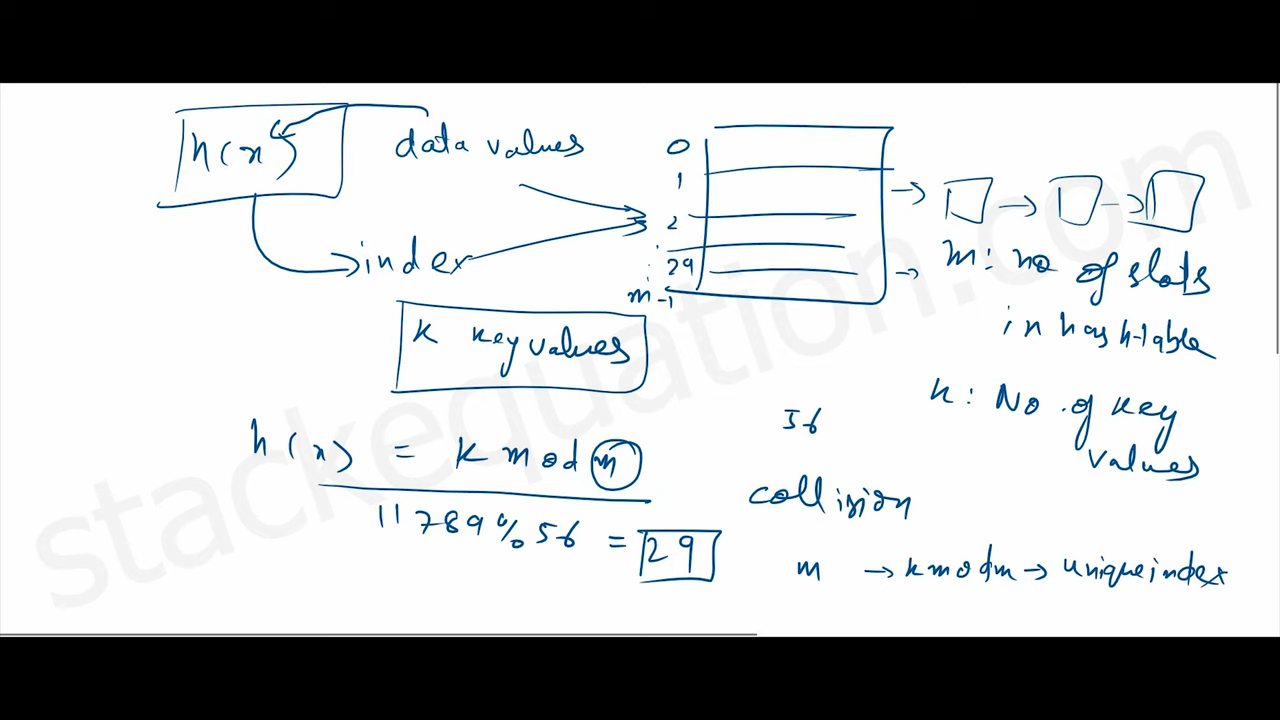 h(x)
data values
index
0
1
2
29
m-1
m: no of slots
in hash-table
K key values
k: No. of key
values
h(x) = K mod m
11789%56 = 29
56
collision
m → k mod m → unique index
stackequation.com